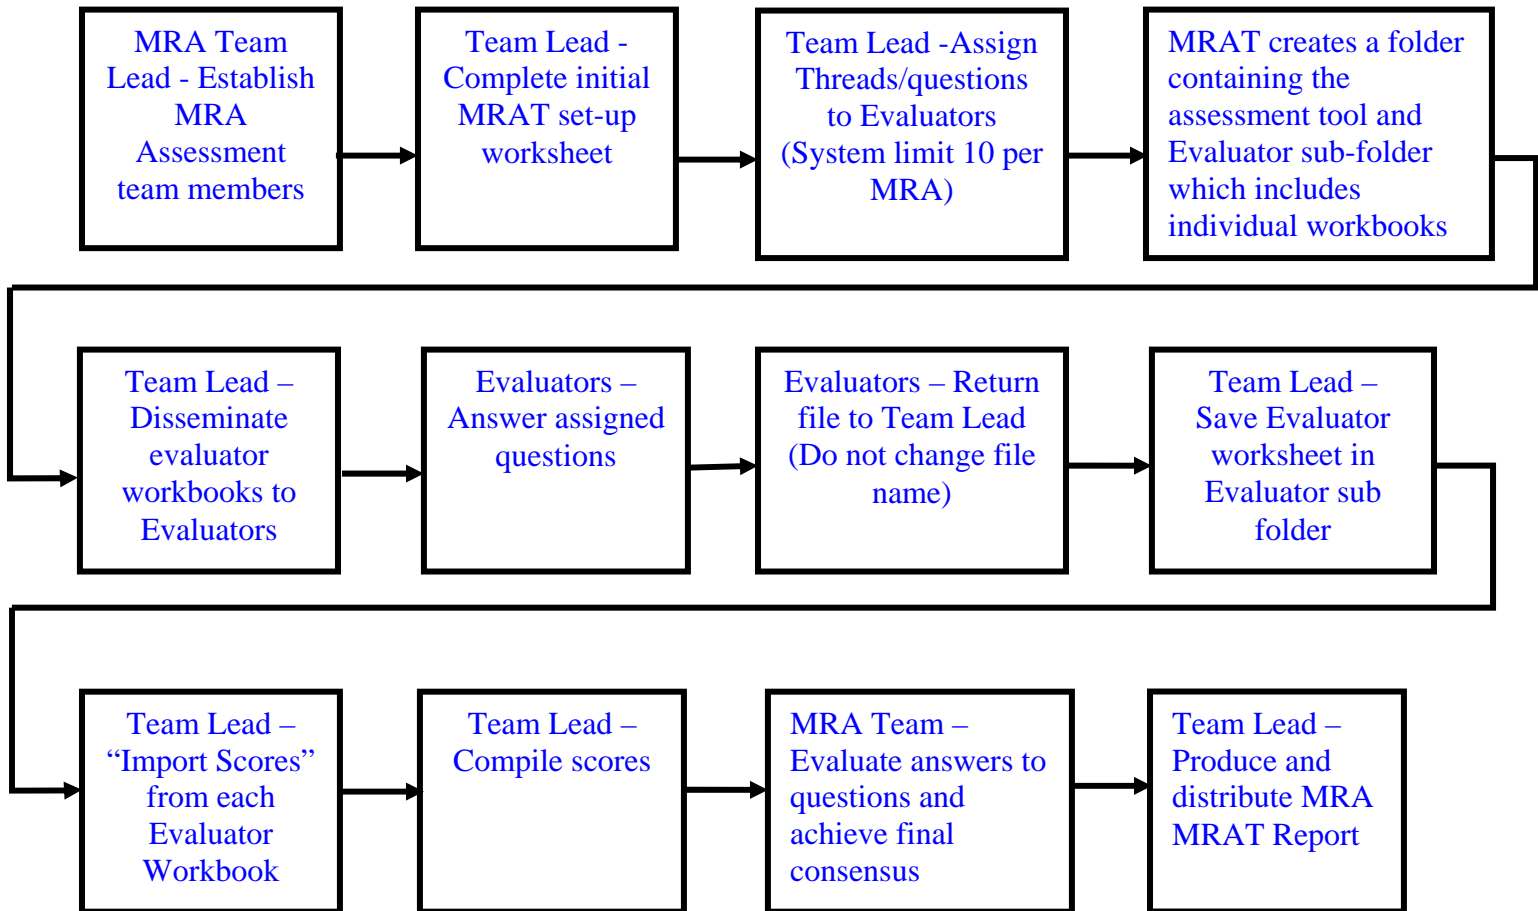 MRA Team
Lead - Establish
MRA
Assessment
team members
Team Lead -
Complete initial
MRAT set-up
worksheet
Team Lead -Assign
Threads/questions
to Evaluators
(System limit 10 per
MRA)
MRAT creates a folder
containing the
assessment tool and
Evaluator sub-folder
which includes
individual workbooks
Team Lead –
Disseminate
evaluator
workbooks to
Evaluators
Evaluators –
Answer assigned
questions
Evaluators – Return
file to Team Lead
(Do not change file
name)
Team Lead –
Save Evaluator
worksheet in
Evaluator sub
folder
Team Lead –
“Import Scores”
from each
Evaluator
Workbook
Team Lead –
Compile scores
MRA Team –
Evaluate answers to
questions and
achieve final
consensus
Team Lead –
Produce and
distribute MRA
MRAT Report